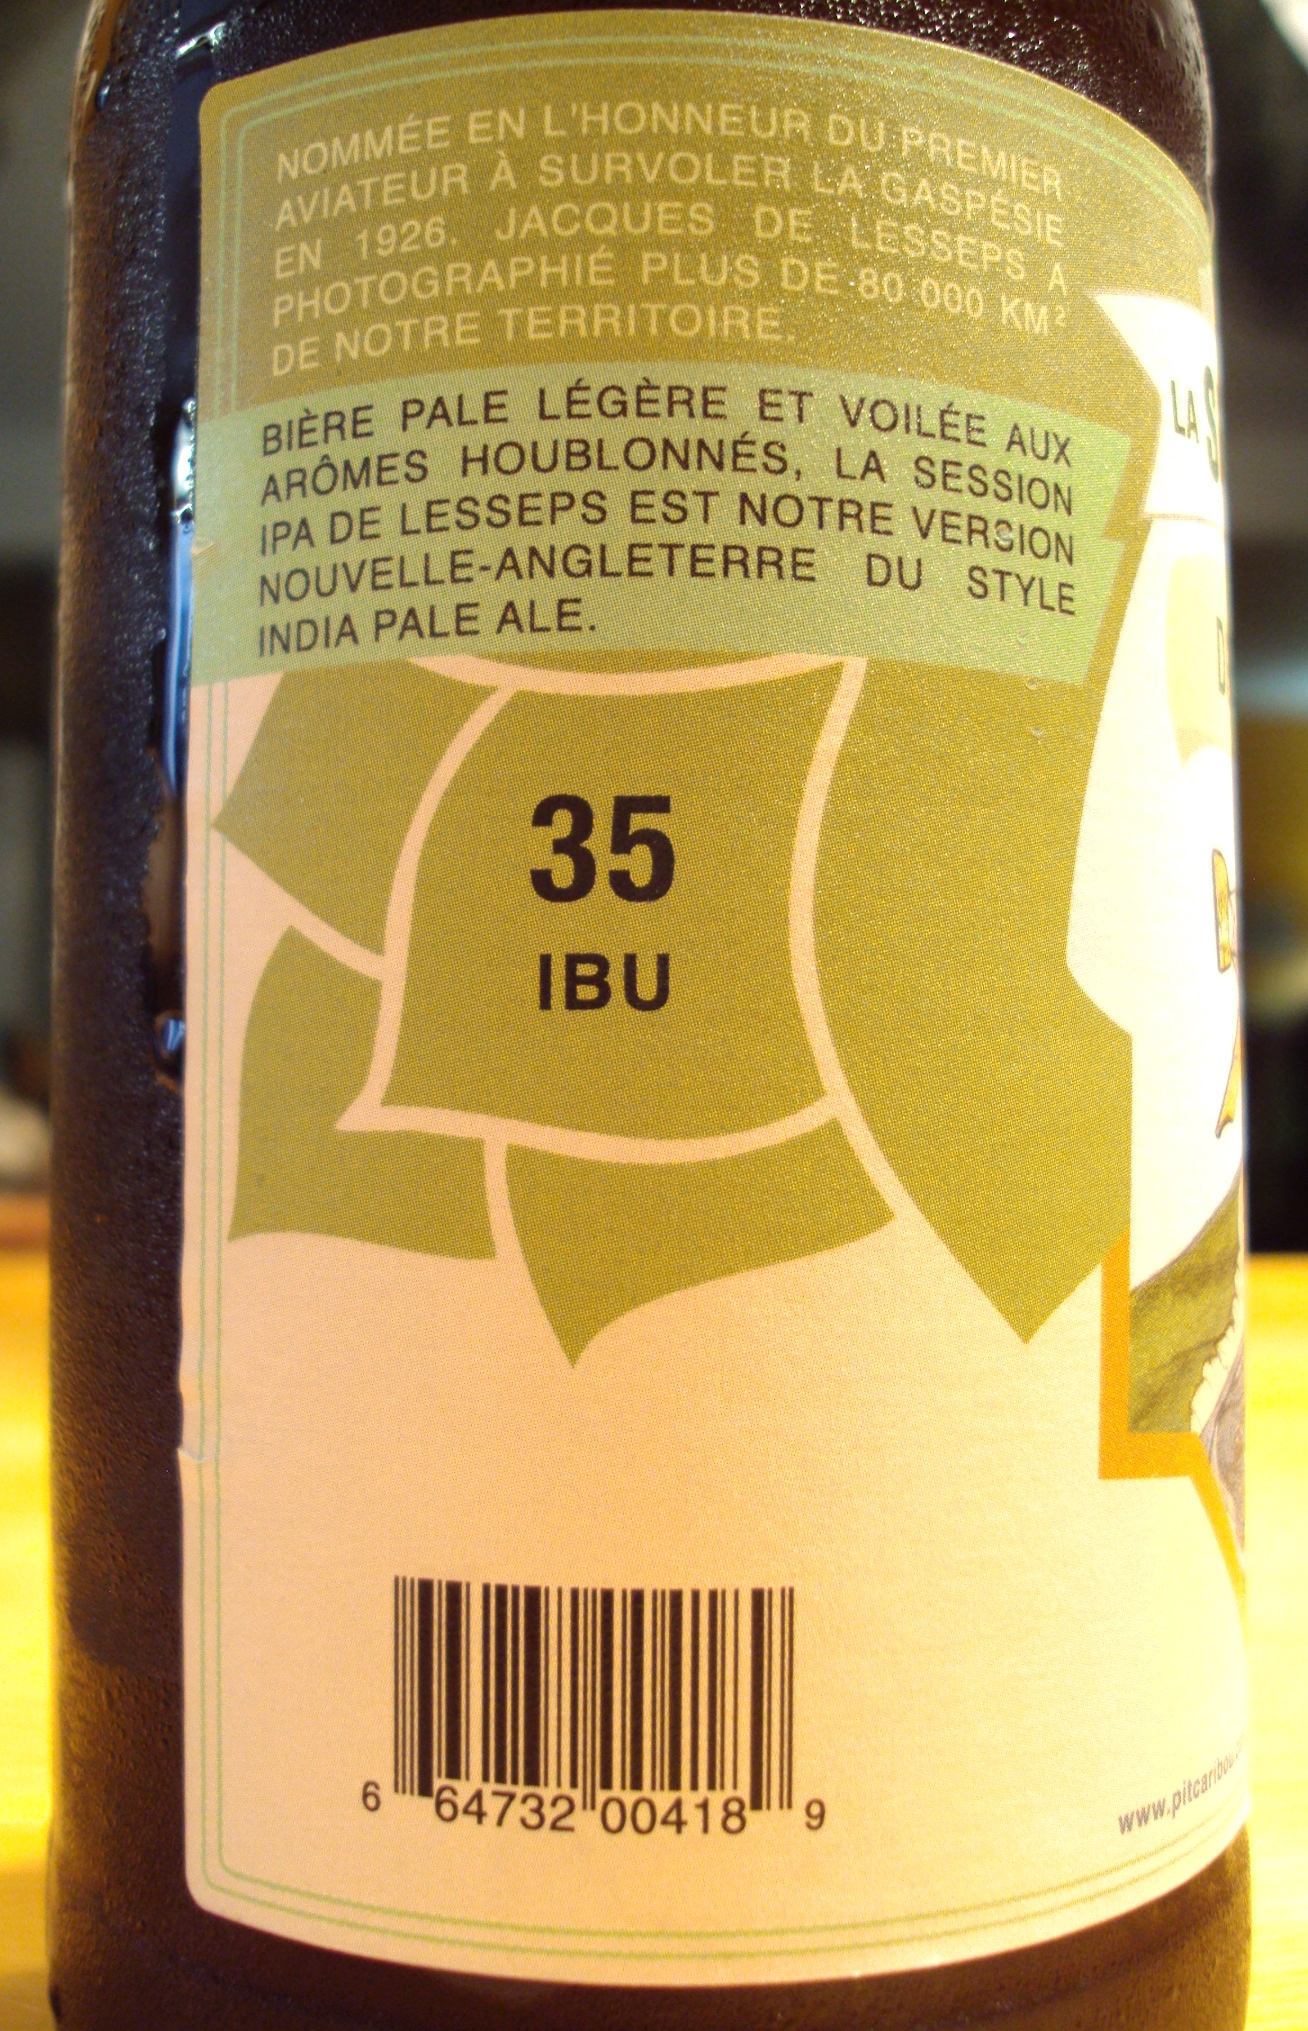 NOMMÉE EN L'HONNEUR DU PREMIER
AVIATEUR À SURVOLER LA GASPÉSIE
EN 1926. JACQUES DE LESSEPS A
PHOTOGRAPHIÉ PLUS DE 80 000 KM²
DE NOTRE TERRITOIRE.
BIÈRE PALE LÉGÈRE ET VOILÉE AUX
ARÔMES HOUBLONNÉS, LA SESSION
IPA DE LESSEPS EST NOTRE VERSION
NOUVELLE-ANGLETERRE DU STYLE
INDIA PALE ALE.
LA
35
IBU
6 64732 00418 9